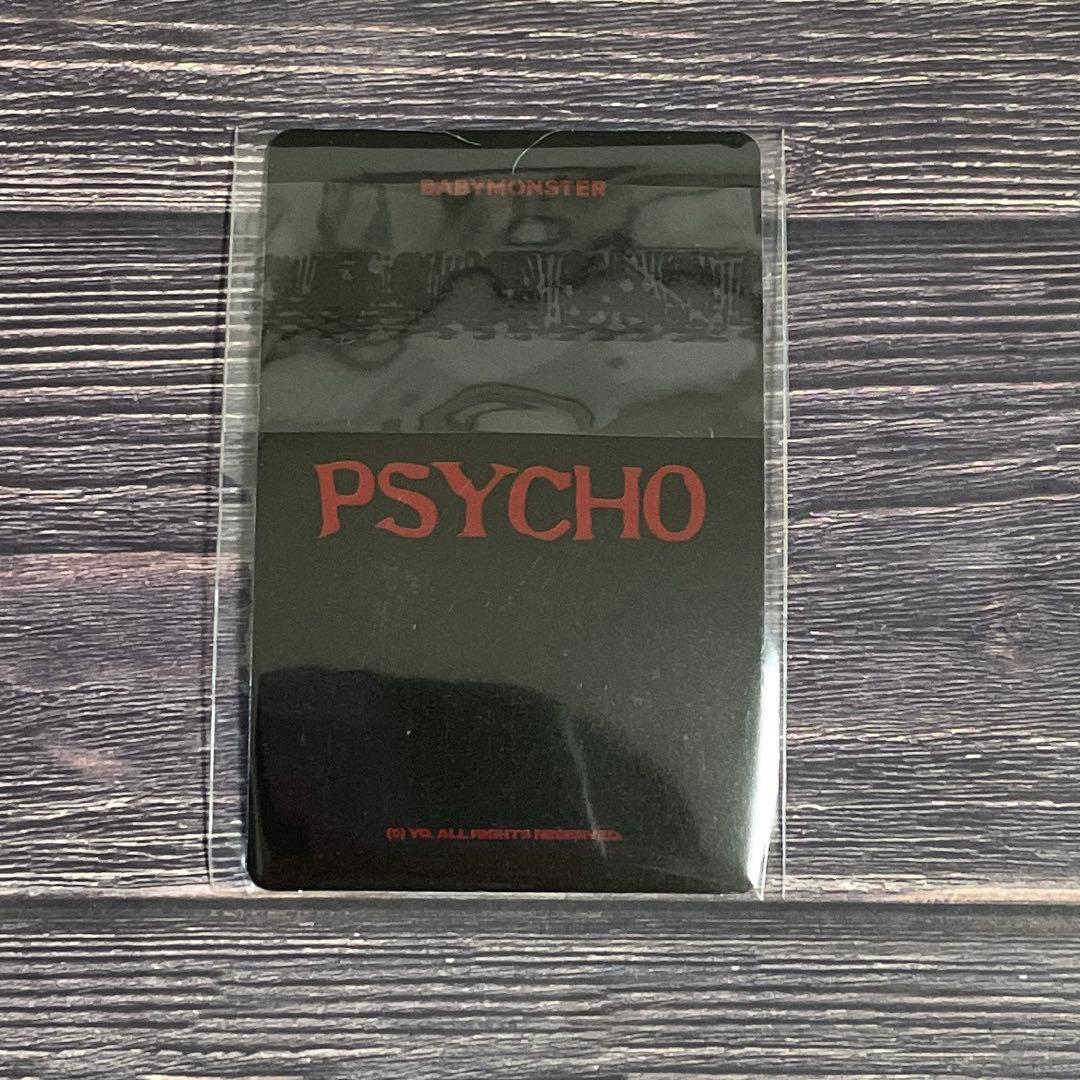 BABYMONSTER
PSYCHO
(c) YG. ALL RIGHTS RESERVED.